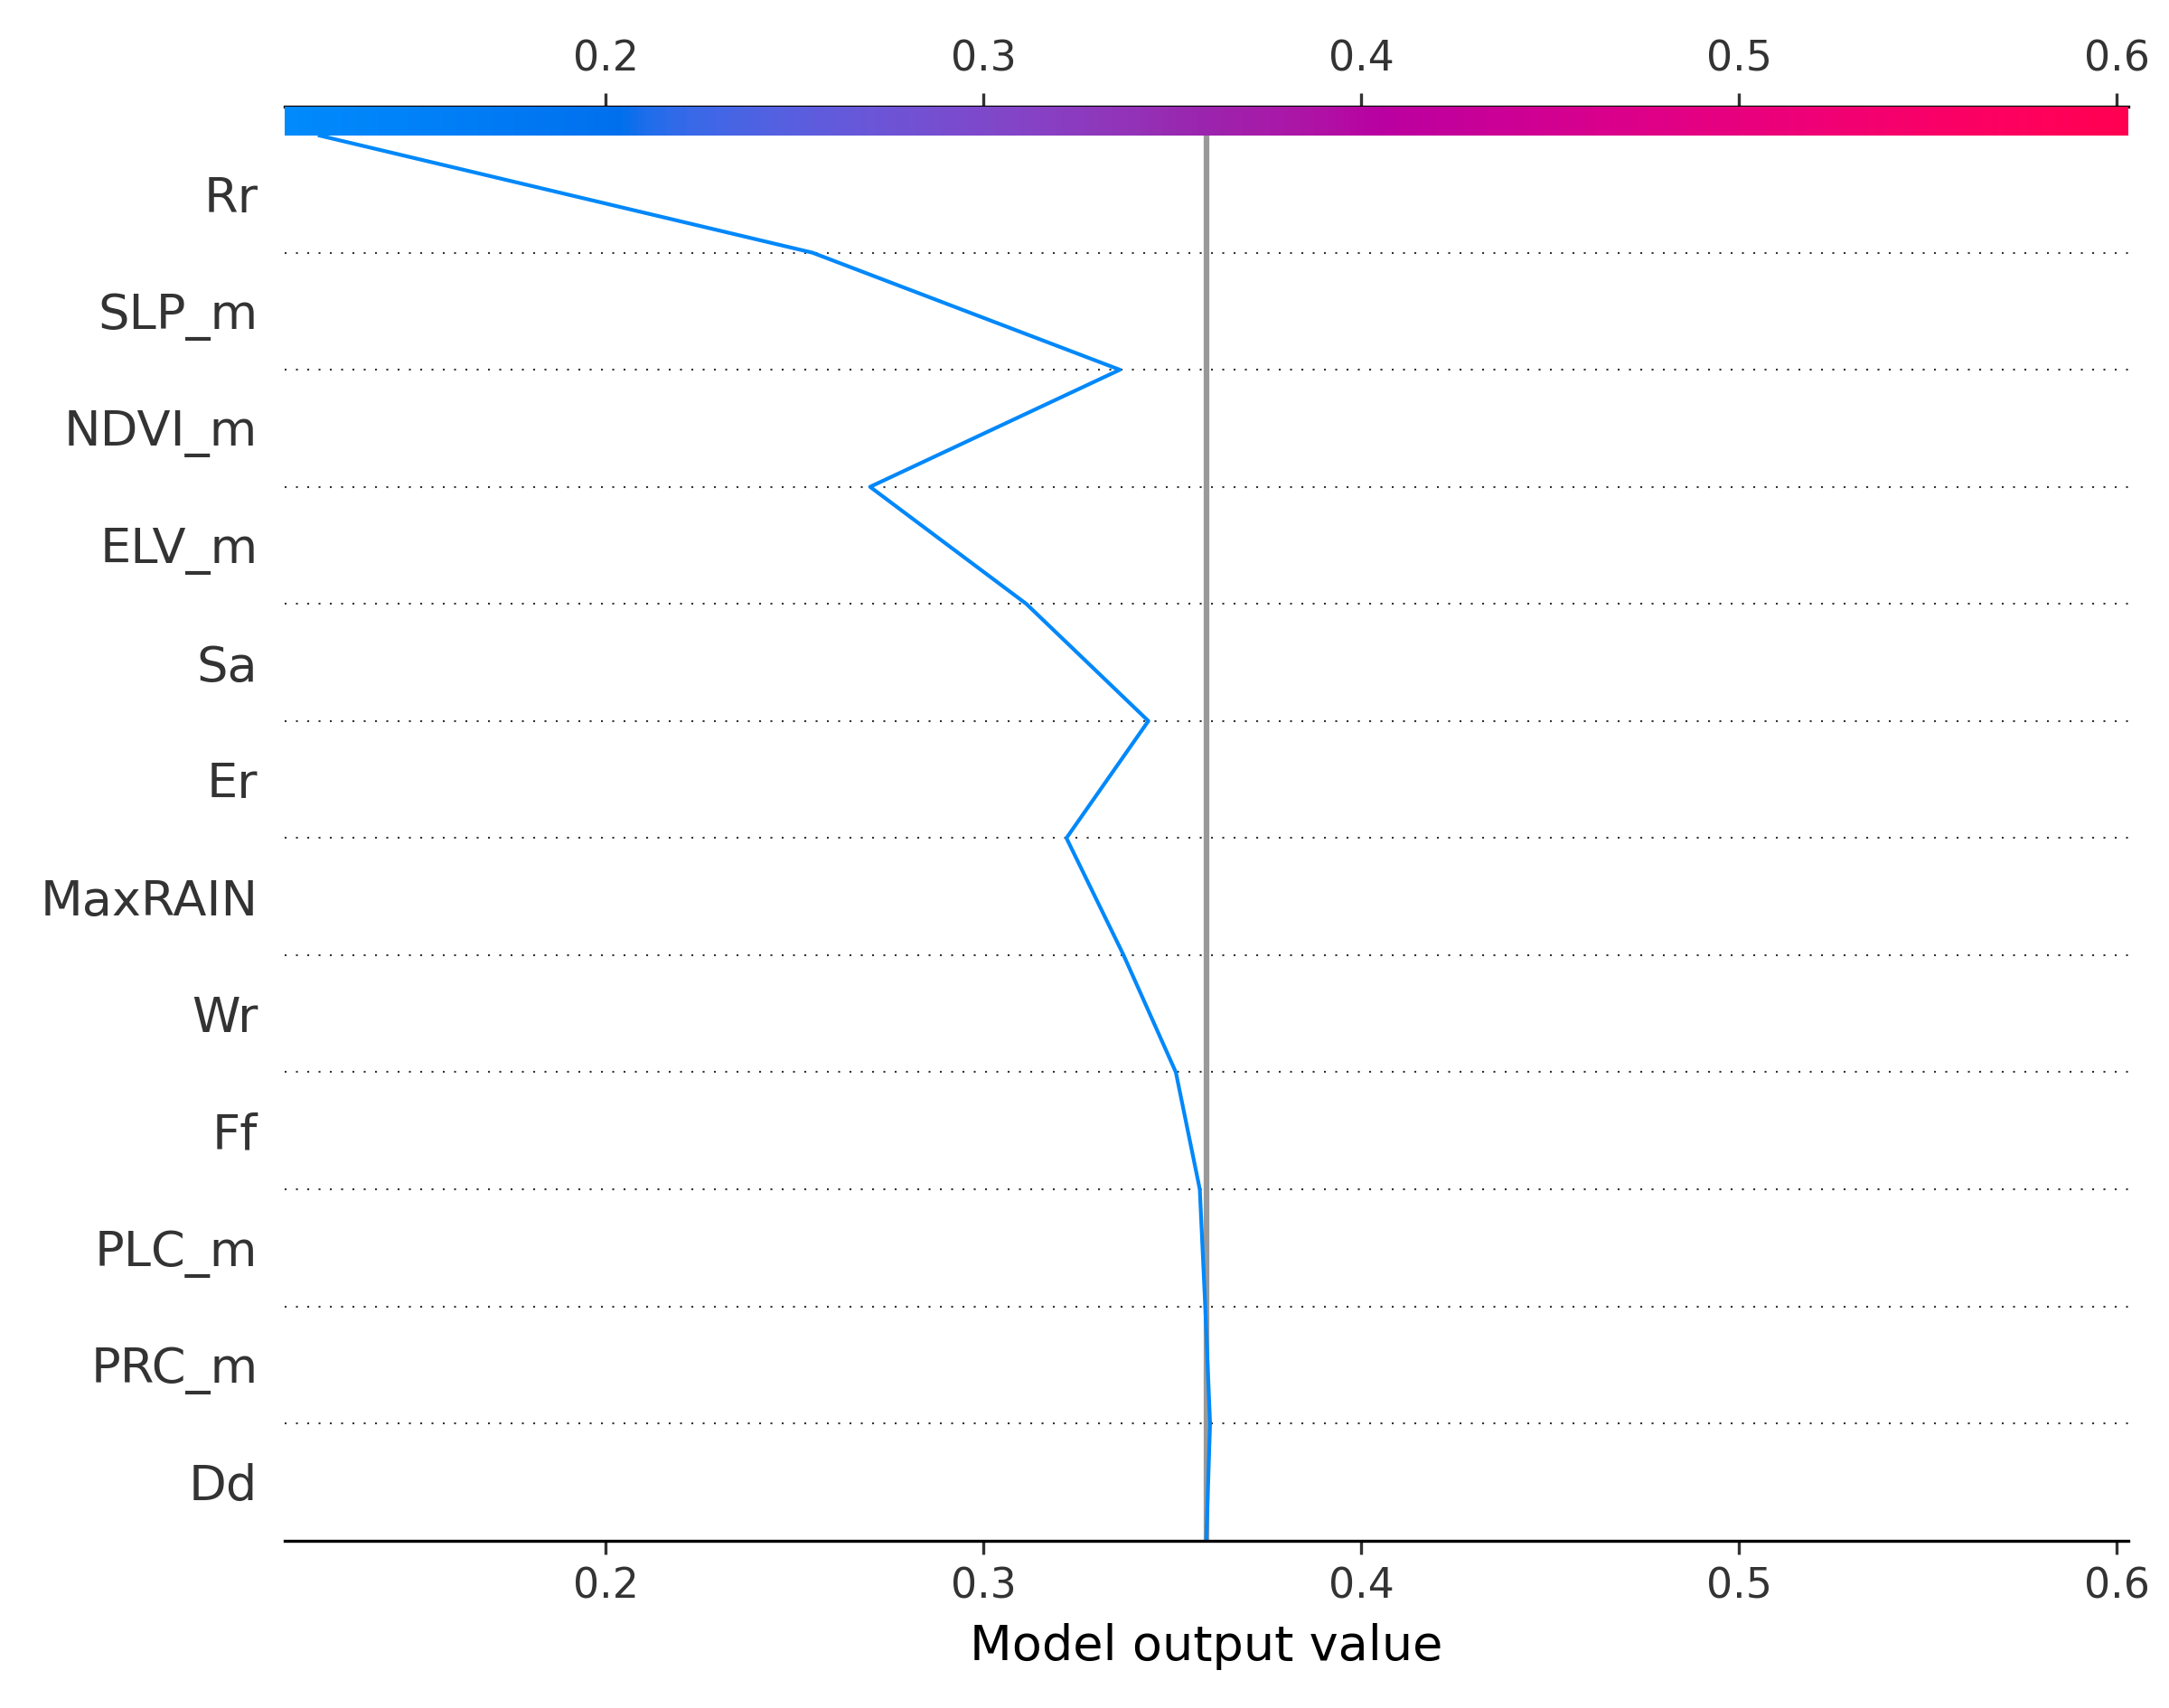 0.2 0.3 0.4 0.5 0.6
Rr
SLP_m
NDVI_m
ELV_m
Sa
Er
MaxRAIN
Wr
Ff
PLC_m
PRC_m
Dd
0.2 0.3 0.4 0.5 0.6
Model output value